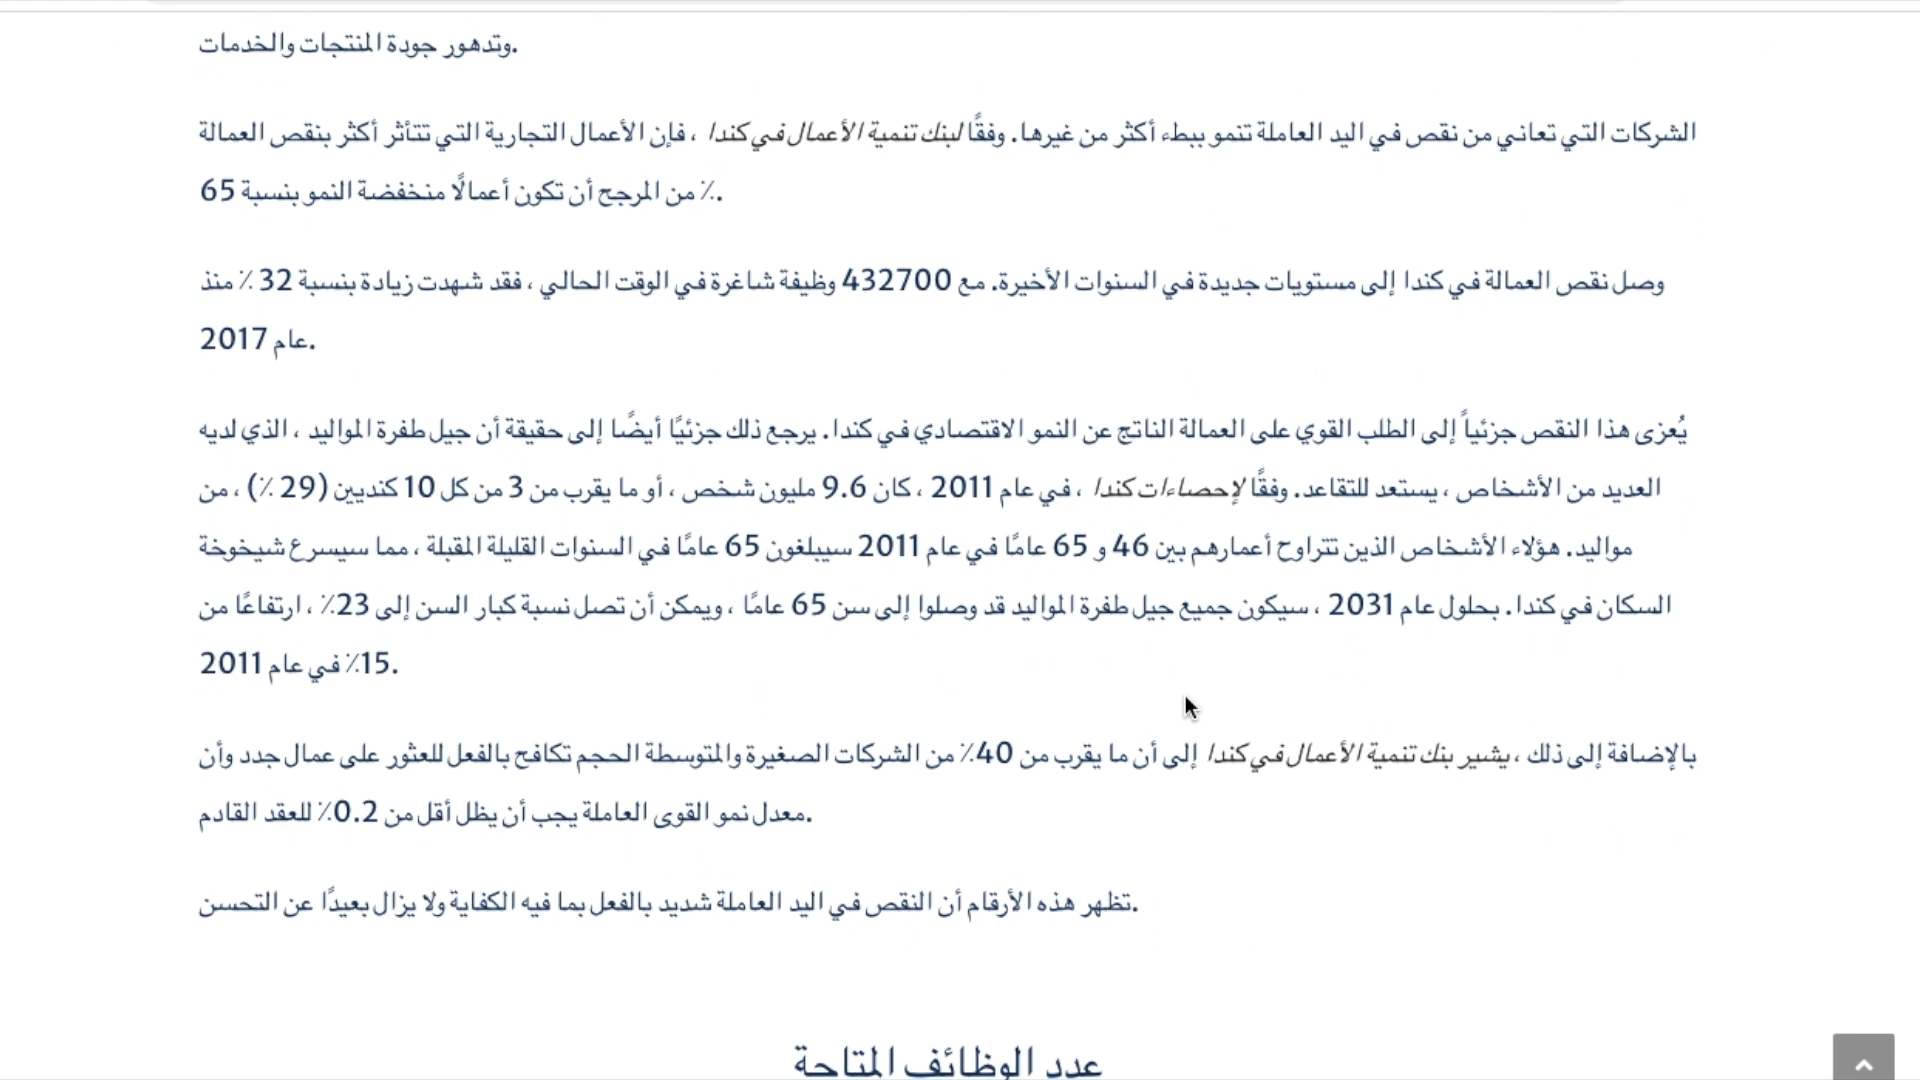 وتدهور جودة المنتجات والخدمات.
الشركات التي تعاني من نقص في اليد العاملة تنمو ببطء أكثر من غيرها. وفقًا لبنك تنمية الأعمال في كندا ، فإن الأعمال التجارية التي تتأثر أكثر بنقص العمالة
من المرجح أن تكون أعمالًا منخفضة النمو بنسبة 65 ٪.
وصل نقص العمالة في كندا إلى مستويات جديدة في السنوات الأخيرة. مع 432700 وظيفة شاغرة في الوقت الحالي ، فقد شهدت زيادة بنسبة 32 ٪ منذ
عام 2017.
يُعزى هذا النقص جزئياً إلى الطلب القوي على العمالة الناتج عن النمو الاقتصادي في كندا. يرجع ذلك جزئيًا أيضًا إلى حقيقة أن جيل طفرة المواليد ، الذي لديه
العديد من الأشخاص ، يستعد للتقاعد. وفقًا لإحصاءات كندا ، في عام 2011 ، كان 9.6 مليون شخص ، أو ما يقرب من 3 من كل 10 كنديين (29 ٪) ، من
مواليد. هؤلاء الأشخاص الذين تتراوح أعمارهم بين 46 و 65 عامًا في عام 2011 سيبلغون 65 عامًا في السنوات القليلة المقبلة ، مما سيسرع شيخوخة
السكان في كندا. بحلول عام 2031 ، سيكون جميع جيل طفرة المواليد قد وصلوا إلى سن 65 عامًا ، ويمكن أن تصل نسبة كبار السن إلى 23٪ ، ارتفاعًا من
15٪ في عام 2011.
بالإضافة إلى ذلك ، يشير بنك تنمية الأعمال في كندا إلى أن ما يقرب من 40٪ من الشركات الصغيرة والمتوسطة الحجم تكافح بالفعل للعثور على عمال جدد وأن
معدل نمو القوى العاملة يجب أن يظل أقل من 0.2٪ للعقد القادم.
تظهر هذه الأرقام أن النقص في اليد العاملة شديد بالفعل بما فيه الكفاية ولا يزال بعيدًا عن التحسن.
عدد الوظائف المتاحة